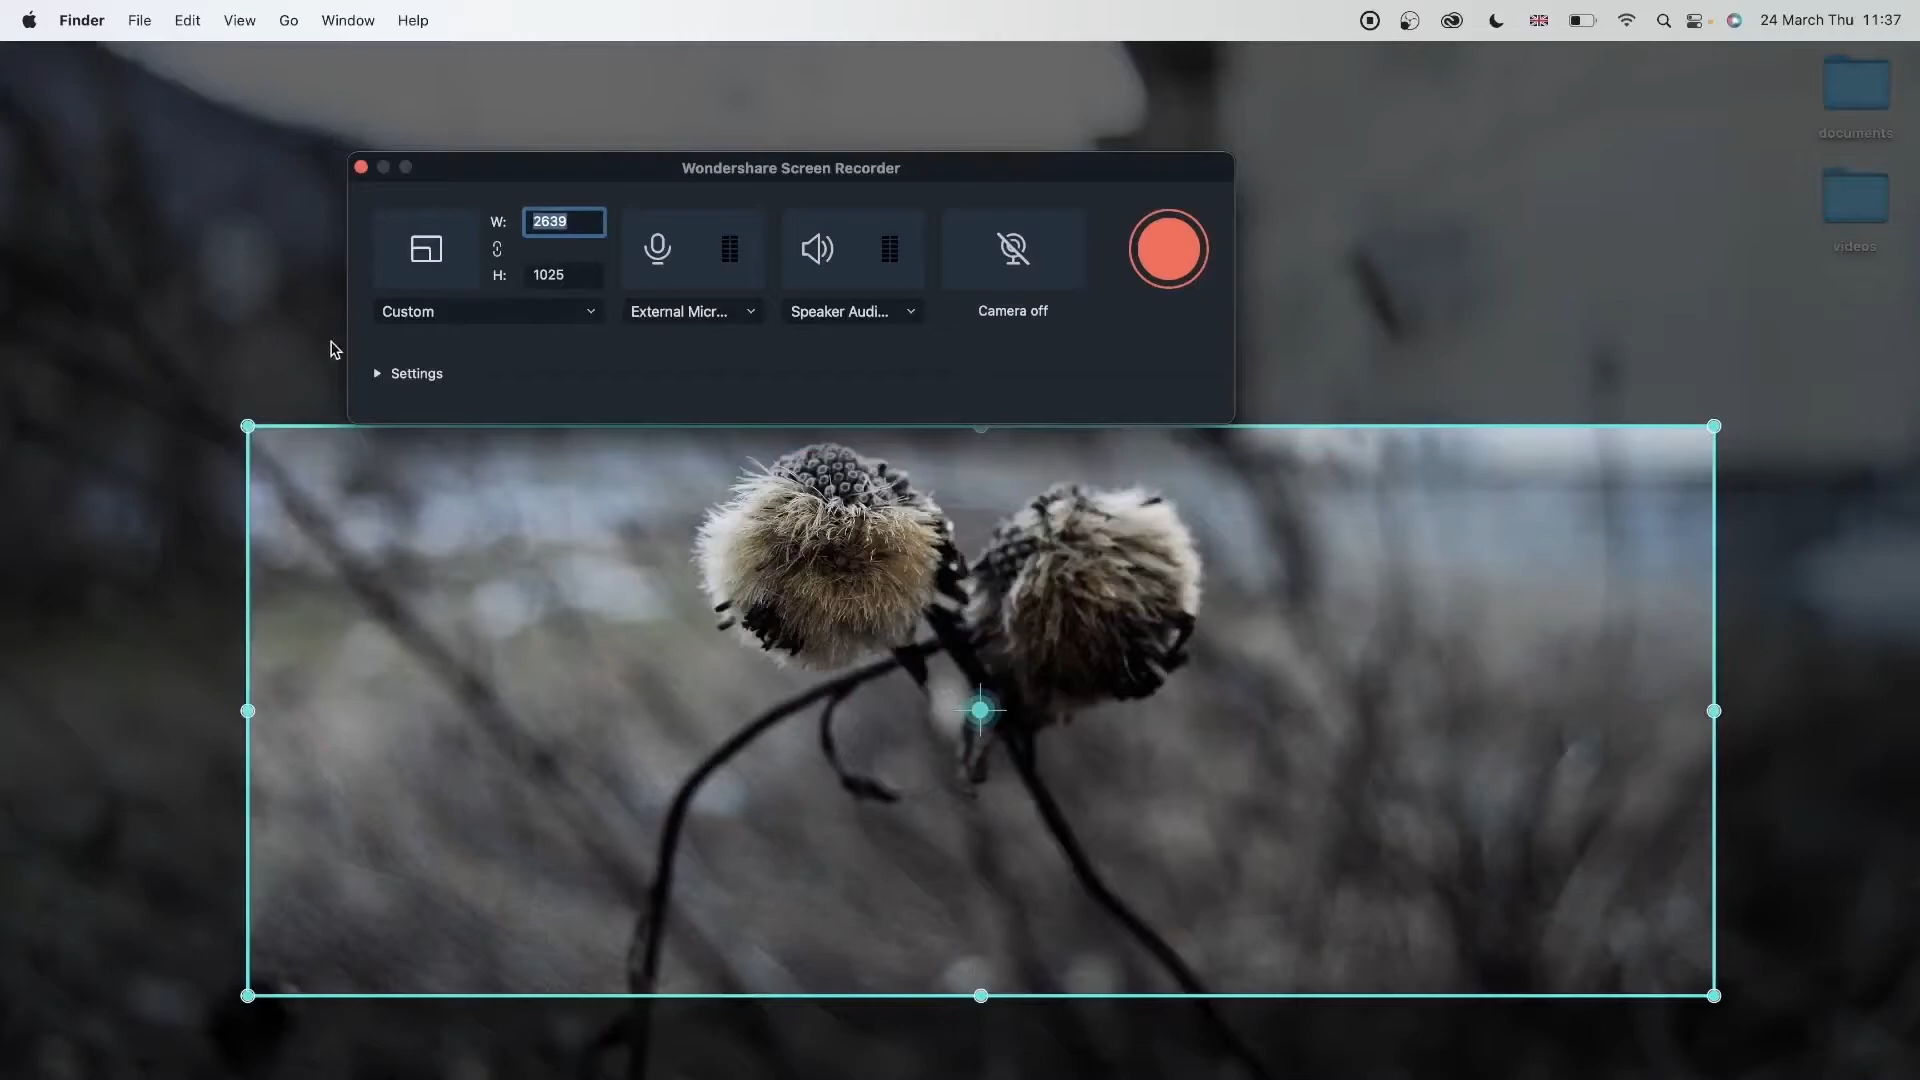 Finder File Edit View Go Window Help 24 March Thu 11:37
documents
videos
Wondershare Screen Recorder
W: 2639
H: 1025
Custom External Micr... Speaker Audi... Camera off
Settings